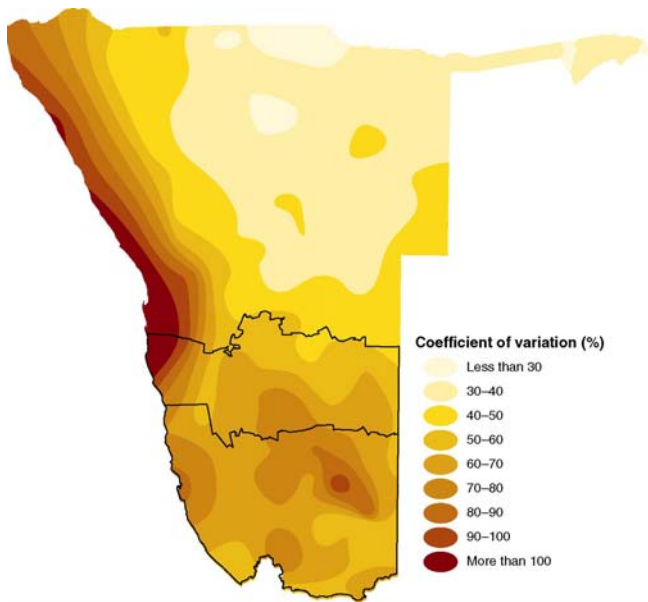 Coefficient of variation (%)
Less than 30
30–40
40–50
50–60
60–70
70–80
80–90
90–100
More than 100